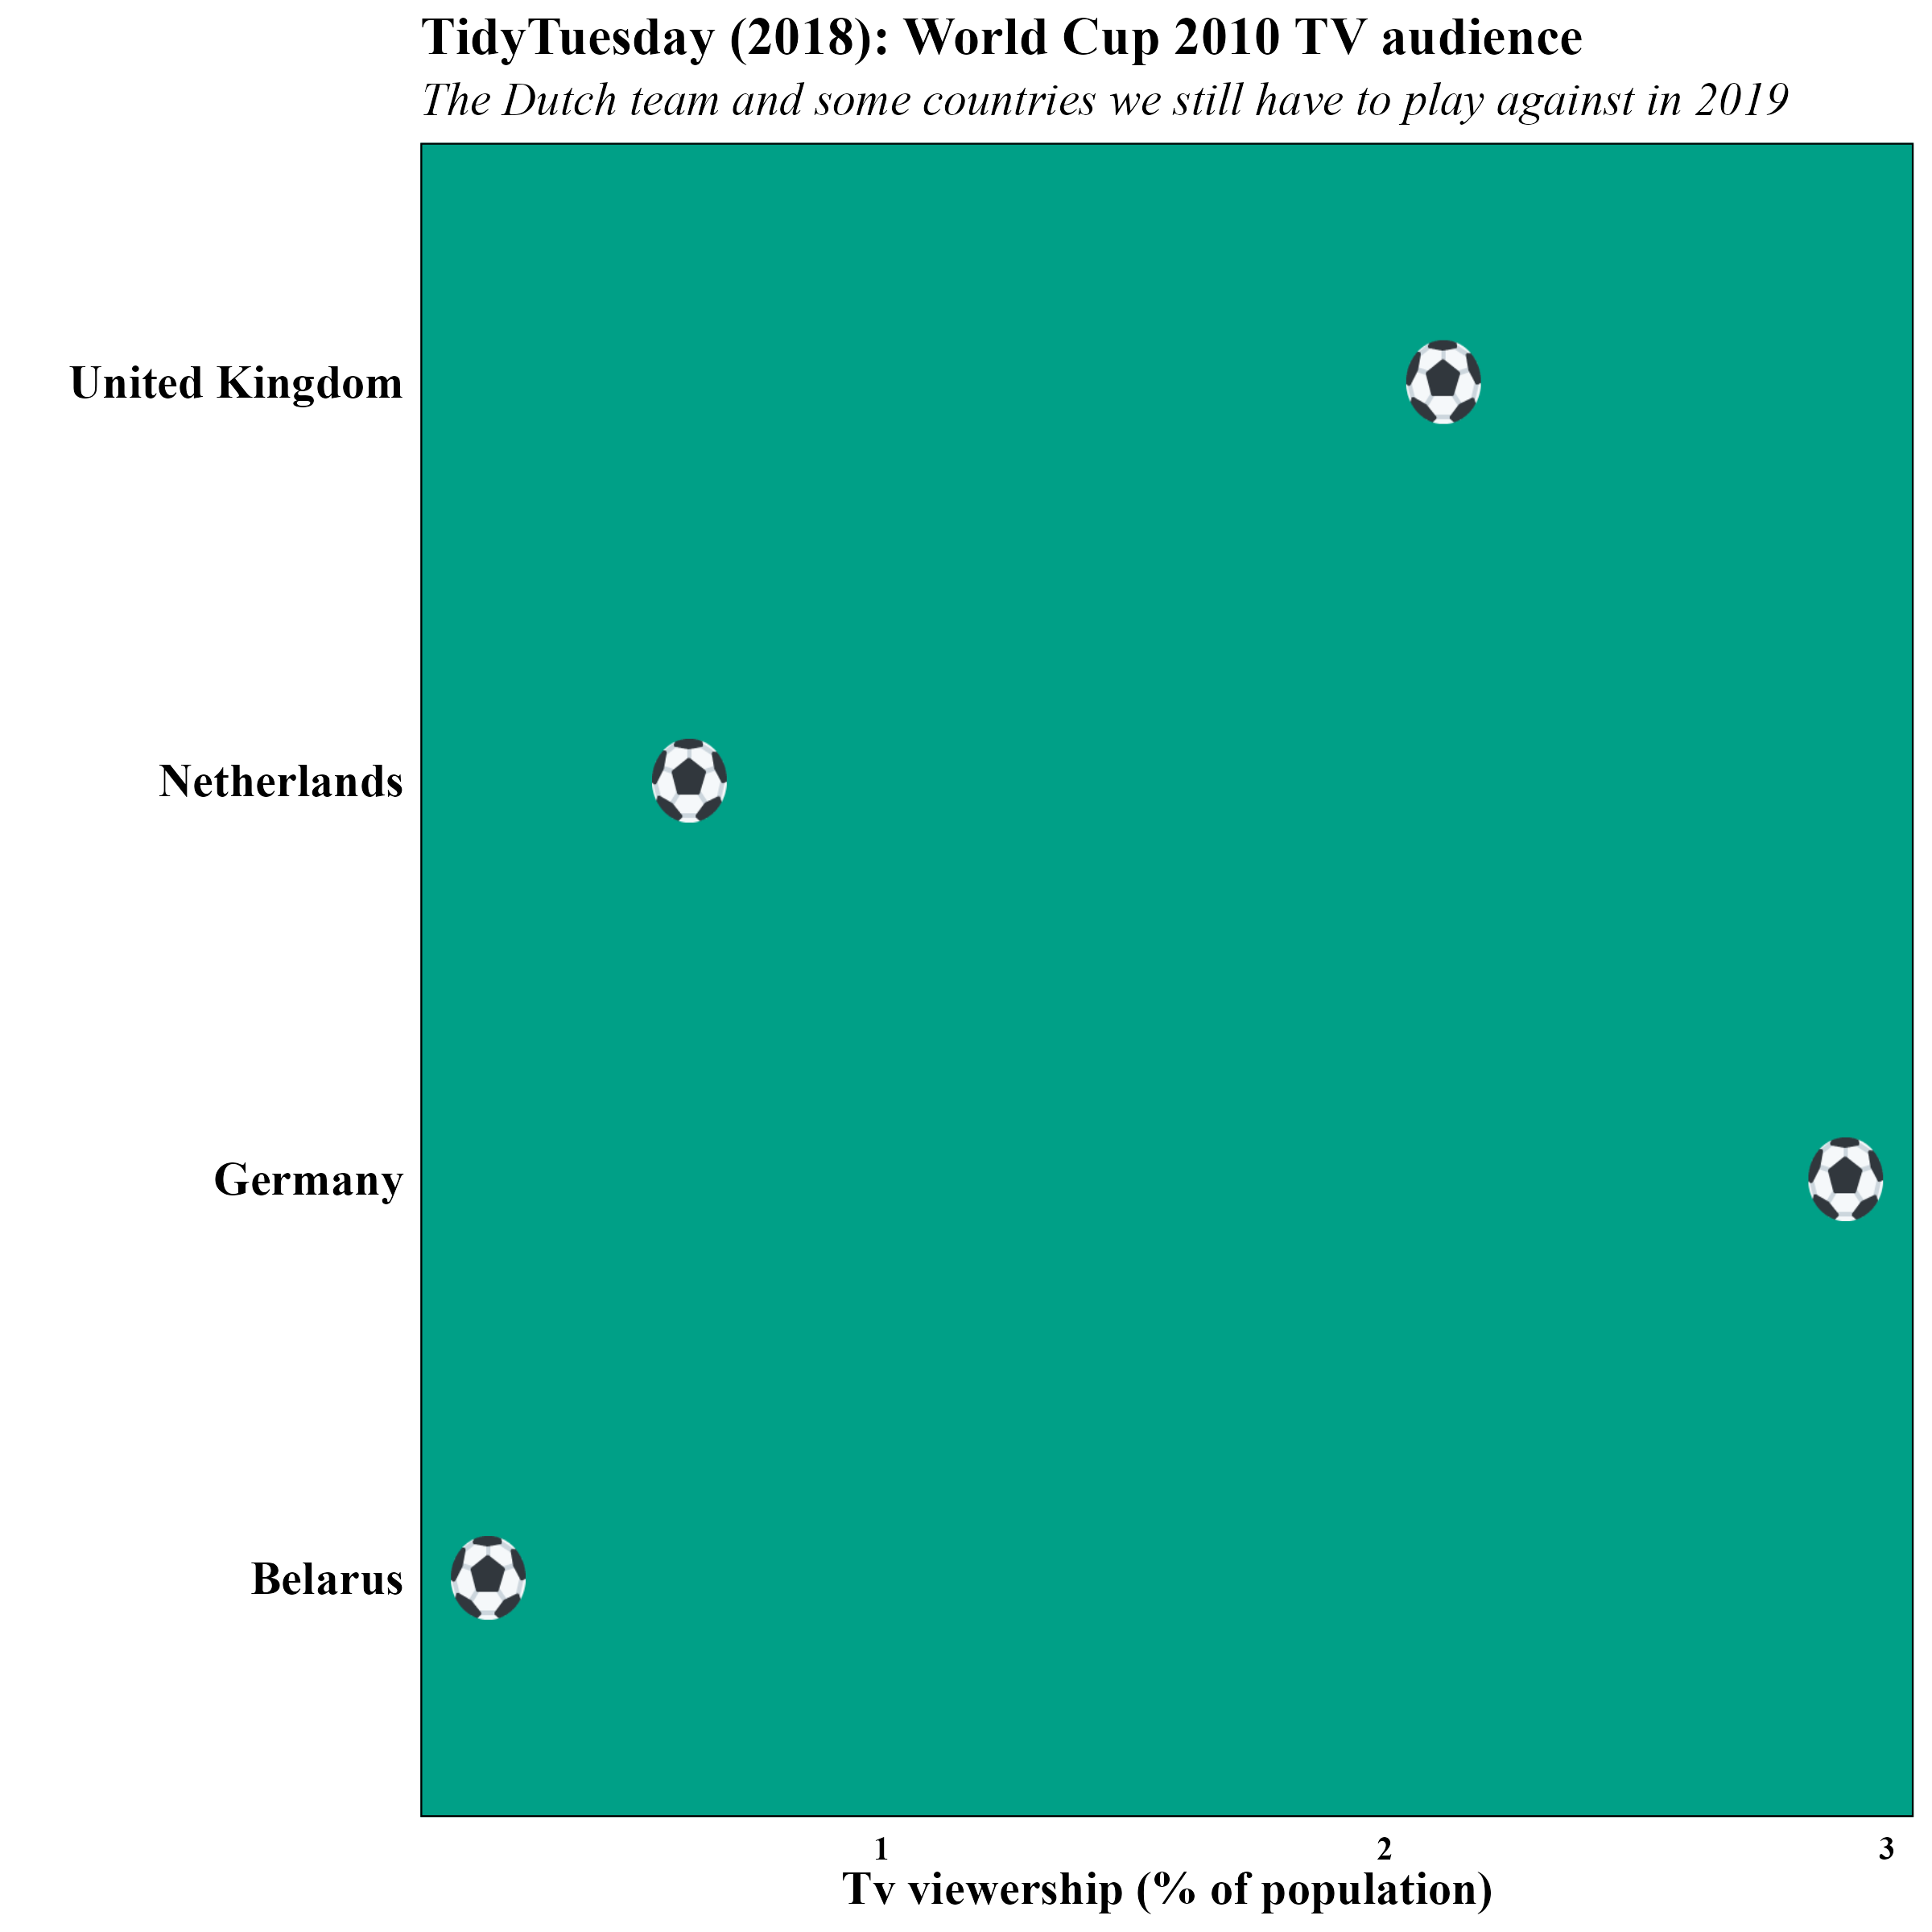 TidyTuesday (2018): World Cup 2010 TV audience
The Dutch team and some countries we still have to play against in 2019
United Kingdom
Netherlands
Germany
Belarus
1 2 3
Tv viewership (% of population)